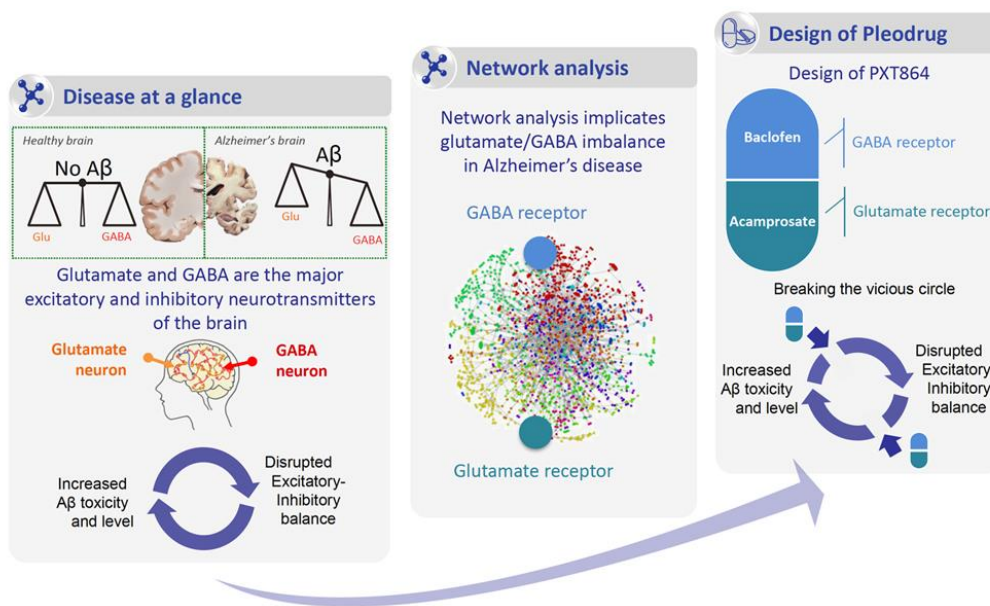 Disease at a glance
Healthy brain
Alzheimer's brain
No Aβ
Glu
GABA
Aβ
Glu
GABA
Glutamate and GABA are the major
excitatory and inhibitory neurotransmitters
of the brain
Glutamate
neuron
GABA
neuron
Increased
Aβ toxicity
and level
Disrupted
Excitatory-
Inhibitory
balance
Network analysis
Network analysis implicates
glutamate/GABA imbalance
in Alzheimer's disease
GABA receptor
Glutamate receptor
Design of Pleodrug
Design of PXT864
Baclofen
GABA receptor
Acamprosate
Glutamate receptor
Breaking the vicious circle
Increased
Aβ toxicity
and level
Disrupted
Excitatory
Inhibitory
balance